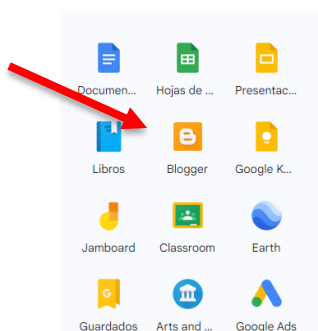 Documen... Hojas de ... Presentac...
Libros Blogger Google K...
Jamboard Classroom Earth
G
Guardados Arts and ... Google Ads